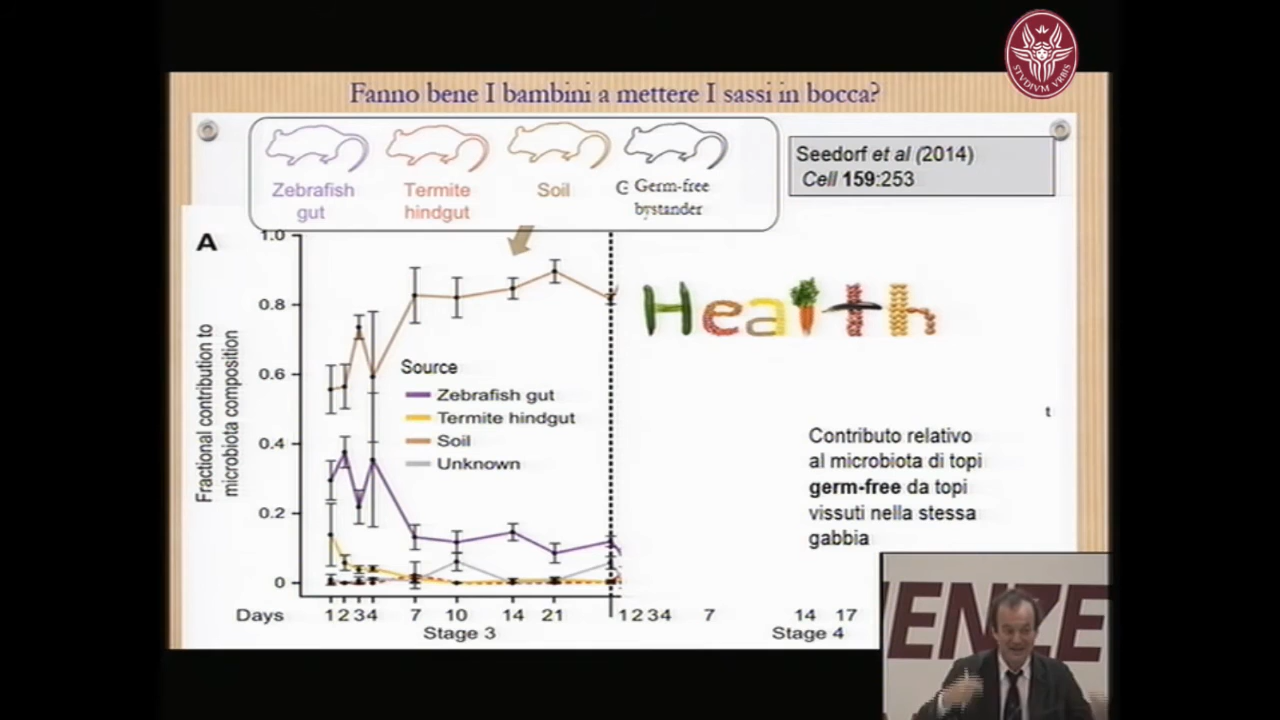 STVDIVM VRBIS
Fanno bene I bambini a mettere I sassi in bocca?
Zebrafish
gut
Termite
hindgut
Soil
G Germ-free
bystander
Seedorf et al (2014)
Cell 159:253
A
Health
Fractional contribution to
microbiota composition
1.0
0.8
0.6
0.4
0.2
0
Source
Zebrafish gut
Termite hindgut
Soil
Unknown
t
Contributo relativo
al microbiota di topi
germ-free da topi
vissuti nella stessa
gabbia
Days 1 2 3 4 7 10 14 21 1 2 3 4 7 14 17
Stage 3 Stage 4
ENZE